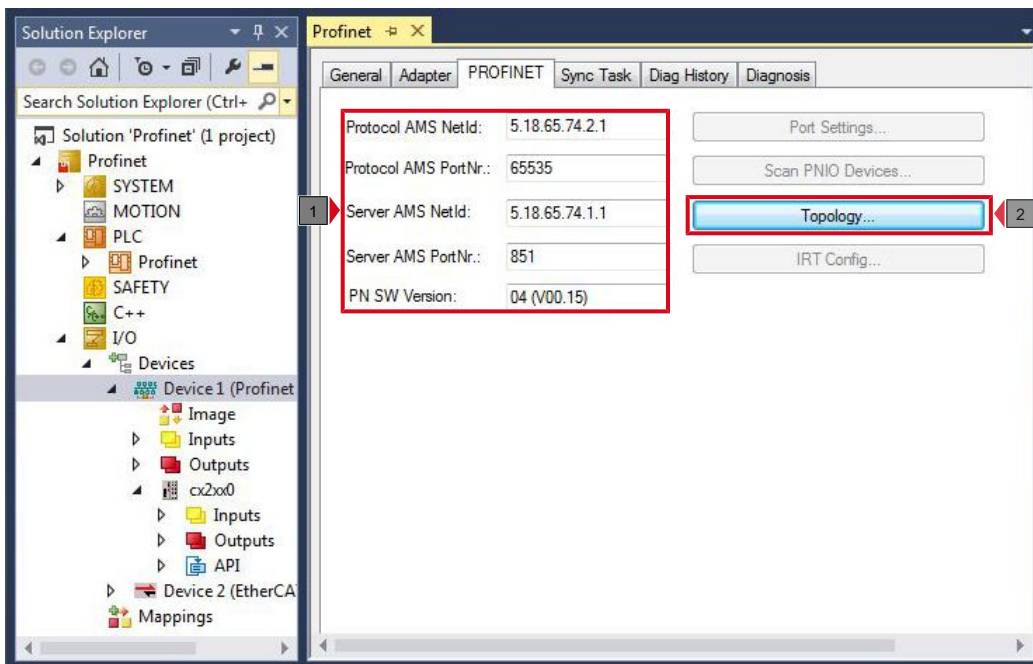 Solution Explorer
Search Solution Explorer (Ctrl+
Solution 'Profinet' (1 project)
Profinet
SYSTEM
MOTION
PLC
Profinet
SAFETY
C++
I/O
Devices
Device 1 (Profinet
Image
Inputs
Outputs
cx2xx0
Inputs
Outputs
API
Device 2 (EtherCA
Mappings
Profinet
General Adapter PROFINET Sync Task Diag History Diagnosis
1
Protocol AMS NetId: 5.18.65.74.2.1
Protocol AMS PortNr.: 65535
Server AMS NetId: 5.18.65.74.1.1
Server AMS PortNr.: 851
PN SW Version: 04 (V00.15)
Port Settings...
Scan PNIO Devices...
Topology...
2
IRT Config...